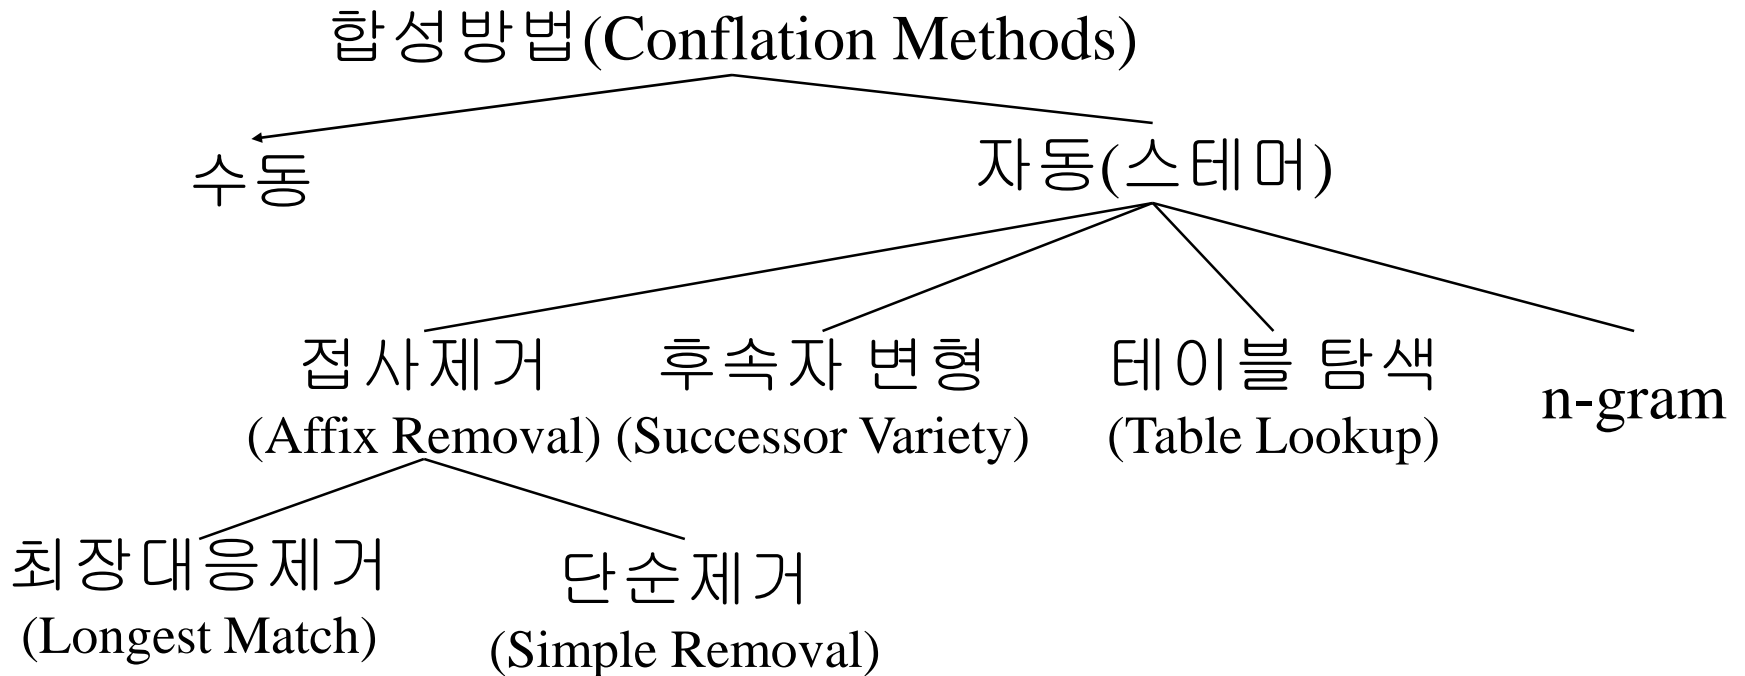 합성방법(Conflation Methods)
수동
자동(스테머)
접사제거
(Affix Removal)
후속자 변형
(Successor Variety)
테이블 탐색
(Table Lookup)
n-gram
최장대응제거
(Longest Match)
단순제거
(Simple Removal)